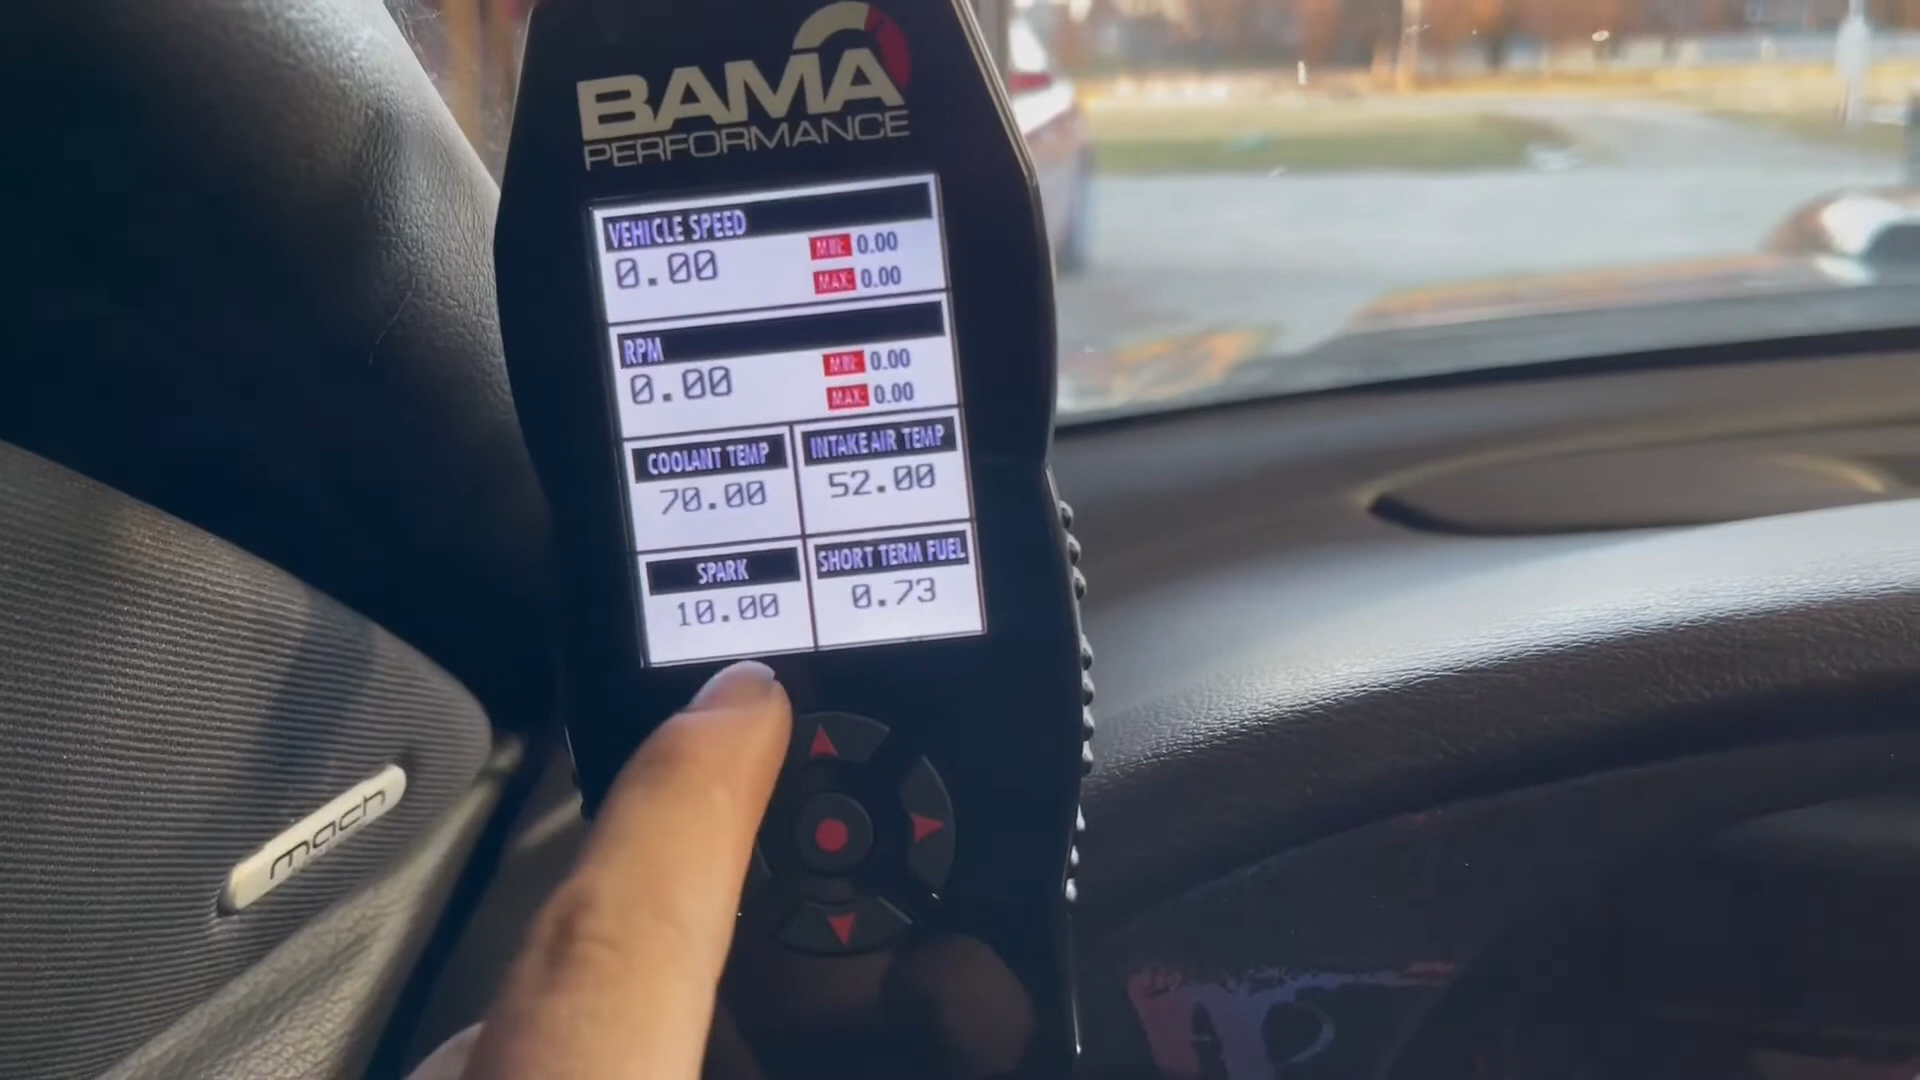 BAMA
PERFORMANCE
VEHICLE SPEED
0.00
MIN: 0.00
MAX: 0.00
RPM
0.00
MIN: 0.00
MAX: 0.00
COOLANT TEMP
70.00
INTAKE AIR TEMP
52.00
SPARK
10.00
SHORT TERM FUEL
0.73
mach